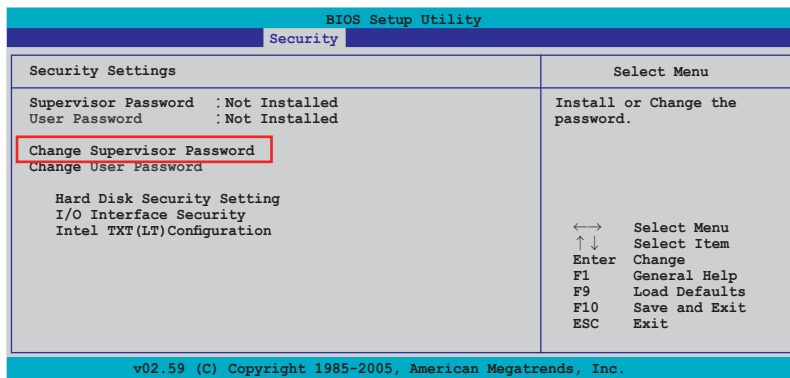 BIOS Setup Utility
Security
Security Settings
Supervisor Password : Not Installed
User Password : Not Installed
Change Supervisor Password
Change User Password
Hard Disk Security Setting
I/O Interface Security
Intel TXT(LT)Configuration
Select Menu
Install or Change the
password.
←→ Select Menu
↑↓ Select Item
Enter Change
F1 General Help
F9 Load Defaults
F10 Save and Exit
ESC Exit
v02.59 (C) Copyright 1985-2005, American Megatrends, Inc.